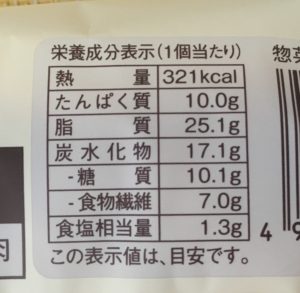 栄養成分表示(1個当たり)
熱量 321kcal
たんぱく質 10.0g
脂質 25.1g
炭水化物 17.1g
-糖質 10.1g
-食物繊維 7.0g
食塩相当量 1.3g
この表示値は、目安です。
惣菜
肉
4 9